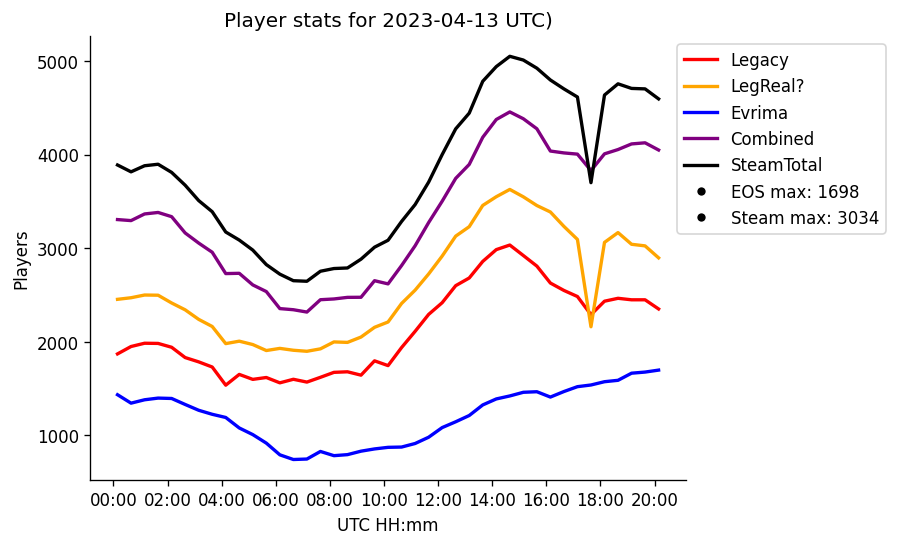 Player stats for 2023-04-13 UTC)
5000
4000
3000
2000
1000
Players
00:00 02:00 04:00 06:00 08:00 10:00 12:00 14:00 16:00 18:00 20:00
UTC HH:mm
Legacy
LegReal?
Evrima
Combined
SteamTotal
EOS max: 1698
Steam max: 3034